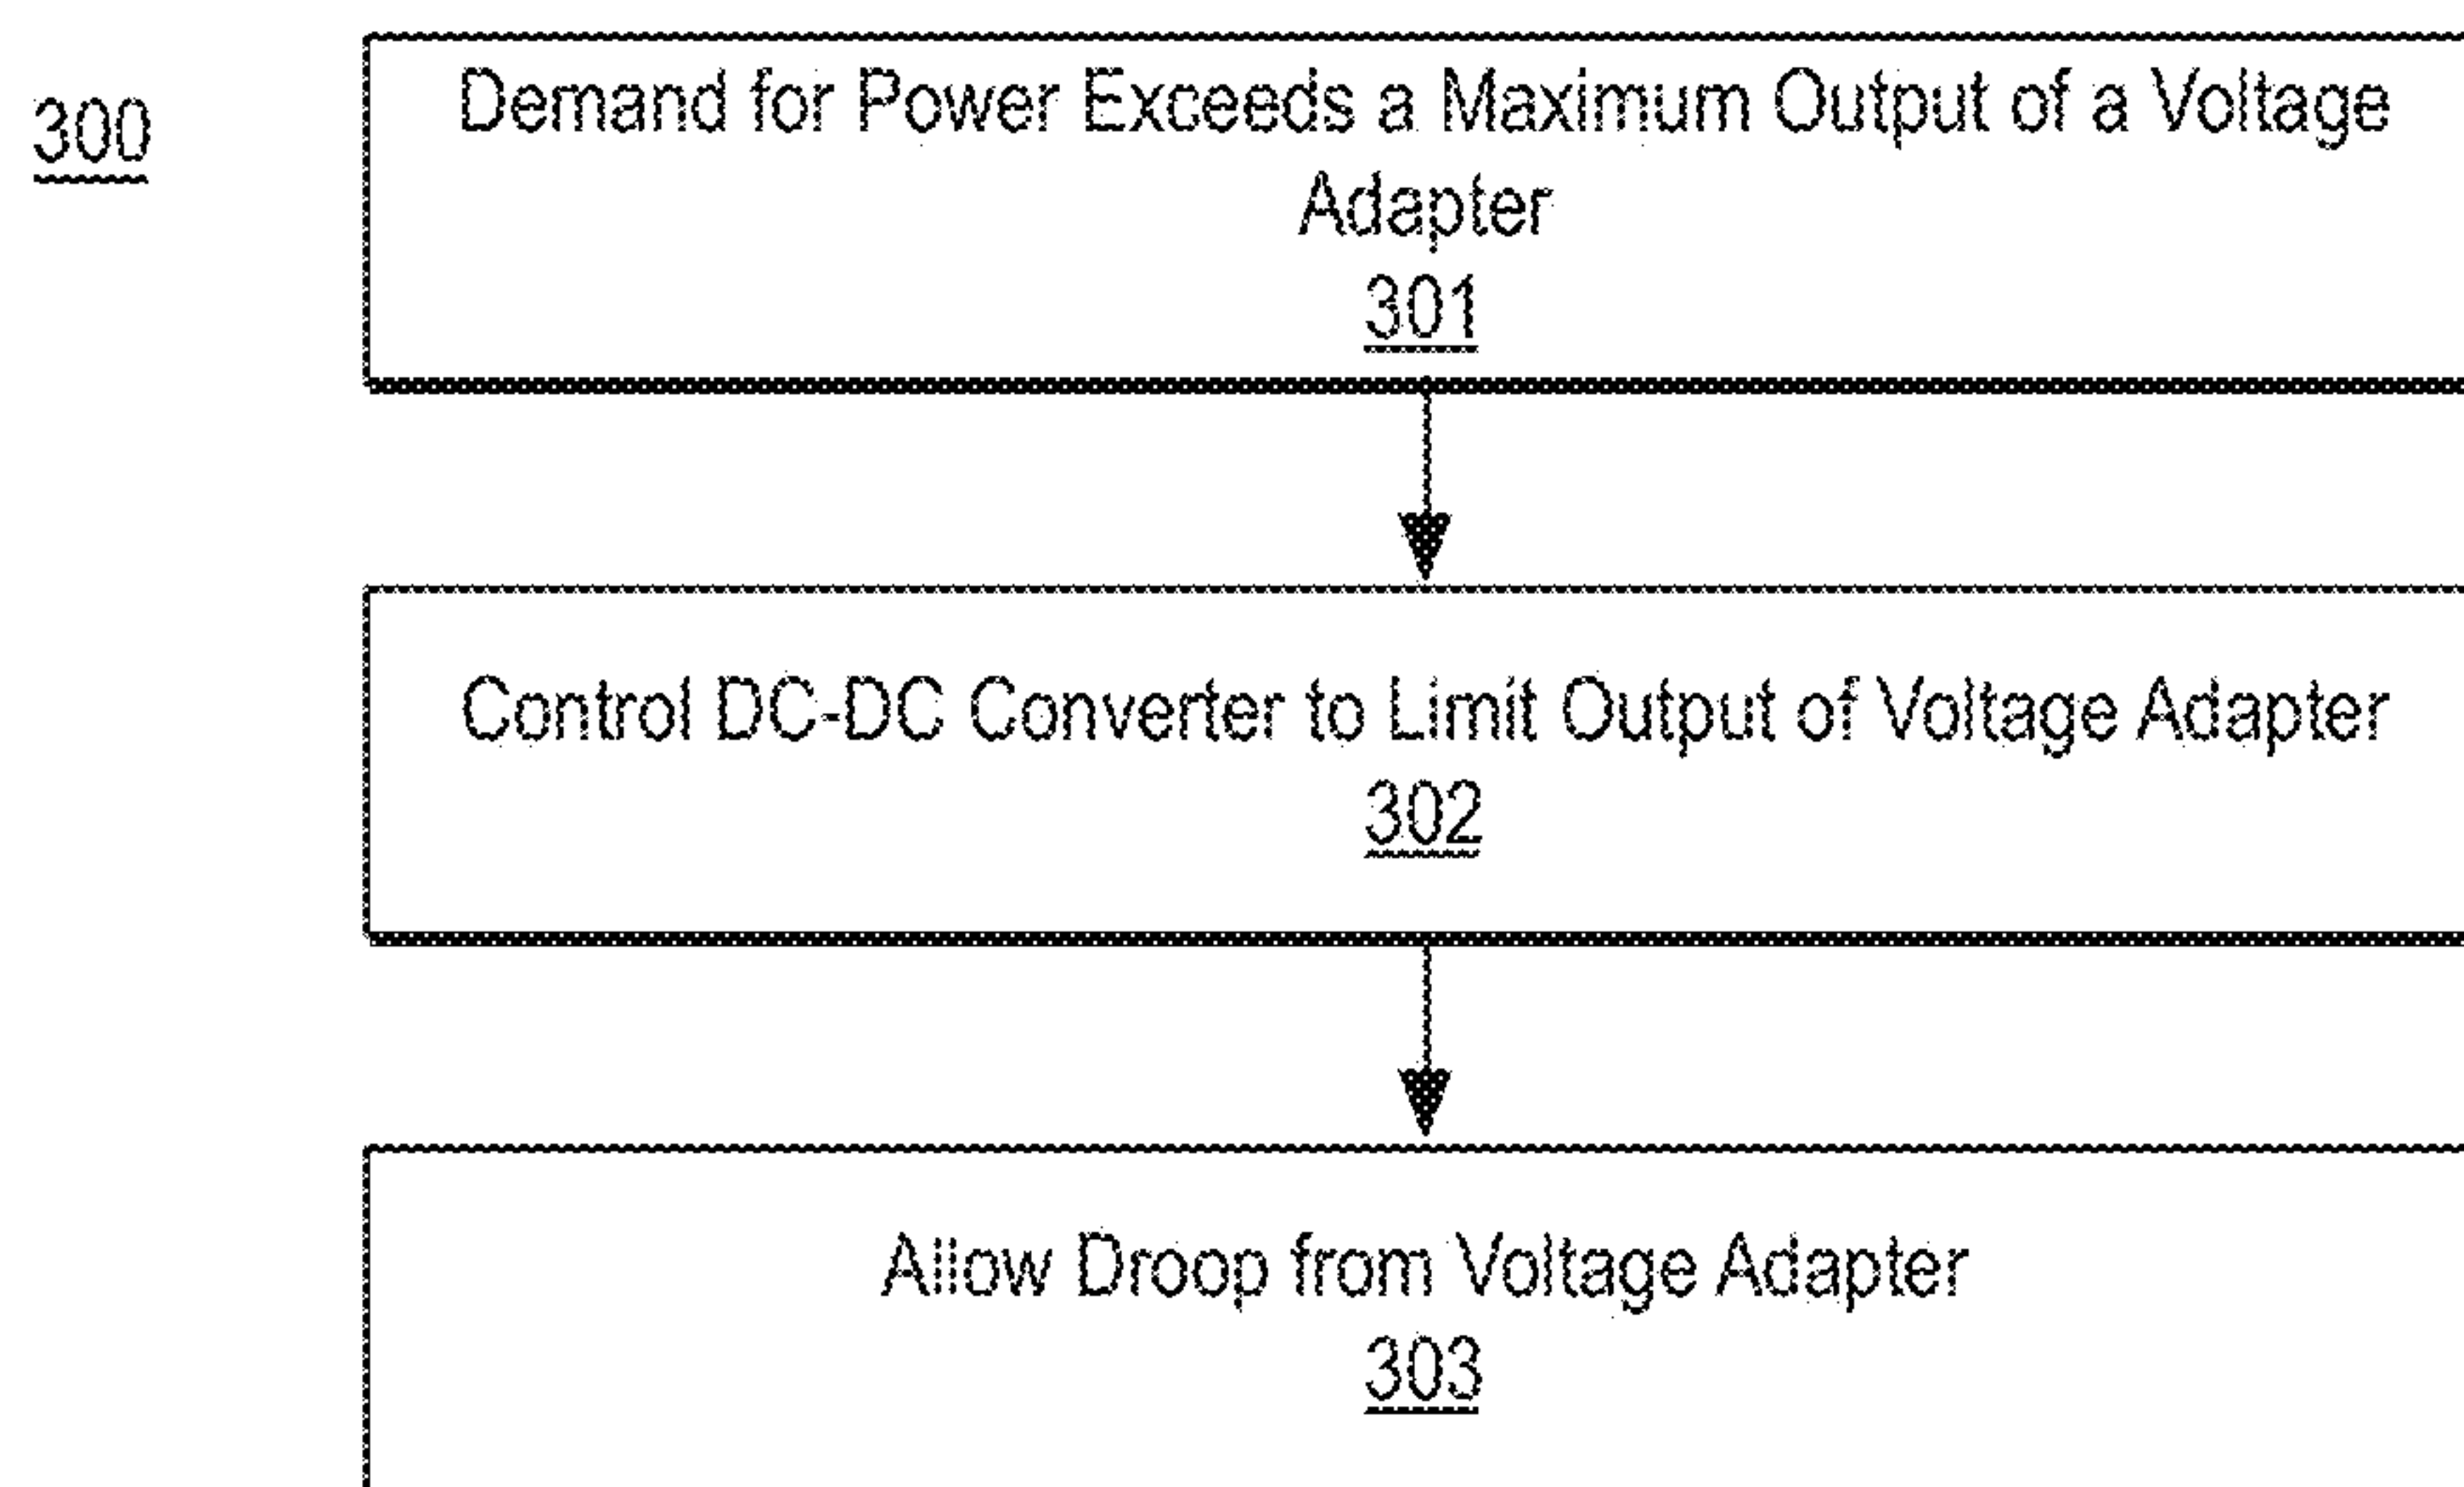 300
Demand for Power Exceeds a Maximum Output of a Voltage
Adapter
301
Control DC-DC Converter to Limit Output of Voltage Adapter
302
Allow Droop from Voltage Adapter
303